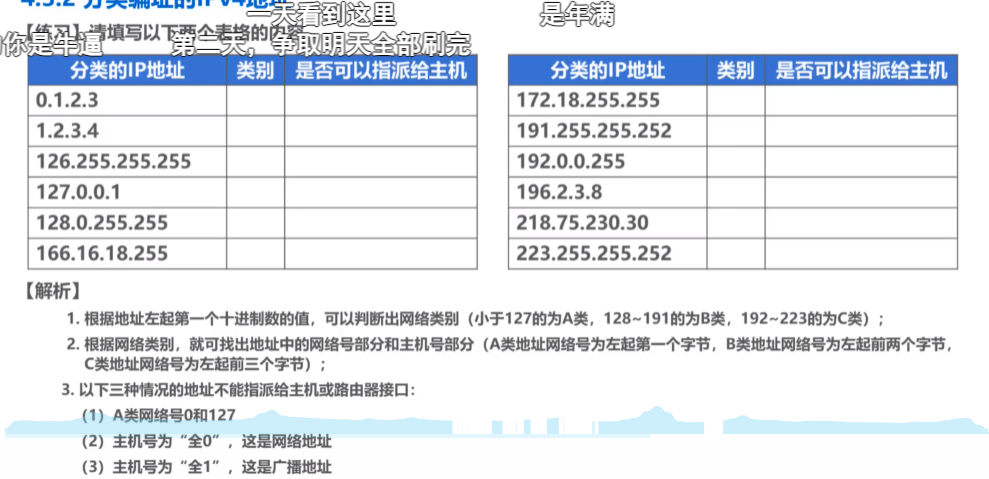 4.3.2 分类编址的IPv4地址
一天看到这里
是年满
【练习】请填写以下两个表格的内容
你是年逼
第二天，争取明天全部刷完
分类的IP地址 类别 是否可以指派给主机
0.1.2.3
1.2.3.4
126.255.255.255
127.0.0.1
128.0.255.255
166.16.18.255
分类的IP地址 类别 是否可以指派给主机
172.18.255.255
191.255.255.252
192.0.0.255
196.2.3.8
218.75.230.30
223.255.255.252
【解析】
1. 根据地址左起第一个十进制数的值，可以判断出网络类别（小于127的为A类，128~191的为B类，192~223的为C类）；
2. 根据网络类别，就可找出地址中的网络号部分和主机号部分（A类地址网络号为左起第一个字节，B类地址网络号为左起前两个字节，
C类地址网络号为左起前三个字节）；
3. 以下三种情况的地址不能指派给主机或路由器接口：
（1）A类网络号0和127
（2）主机号为“全0”，这是网络地址
（3）主机号为“全1”，这是广播地址